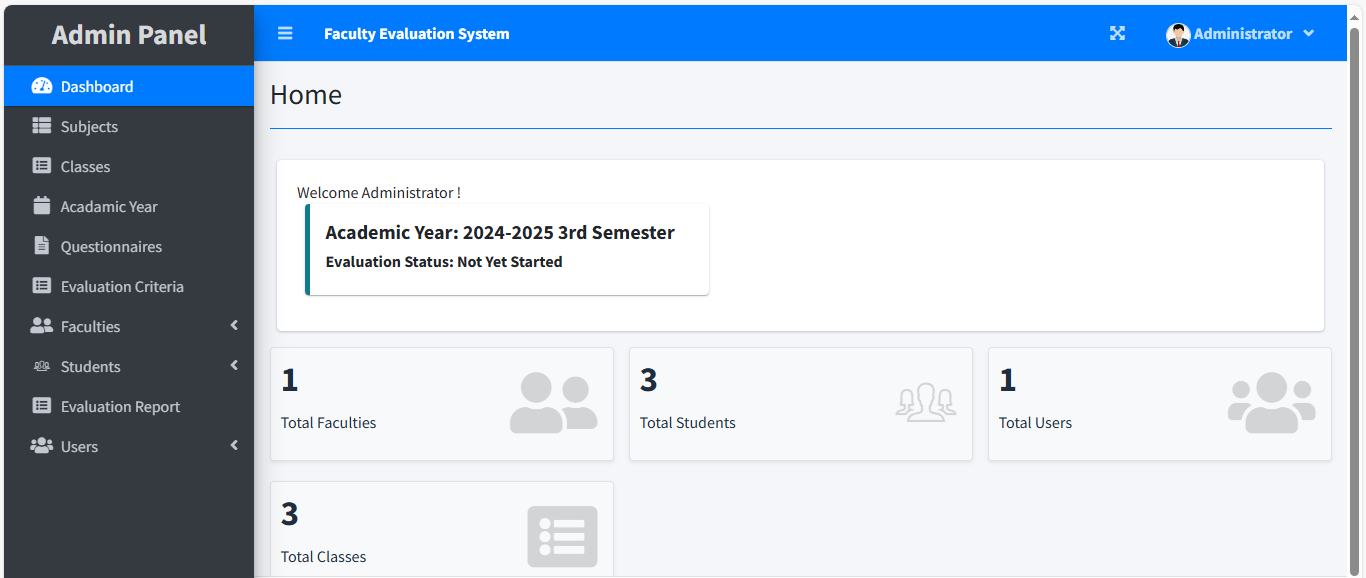 Admin Panel
Faculty Evaluation System
Administrator
Dashboard
Subjects
Classes
Acadamic Year
Questionnaires
Evaluation Criteria
Faculties
Students
Evaluation Report
Users
Home
Welcome Administrator !
Academic Year: 2024-2025 3rd Semester
Evaluation Status: Not Yet Started
1
Total Faculties
3
Total Students
1
Total Users
3
Total Classes